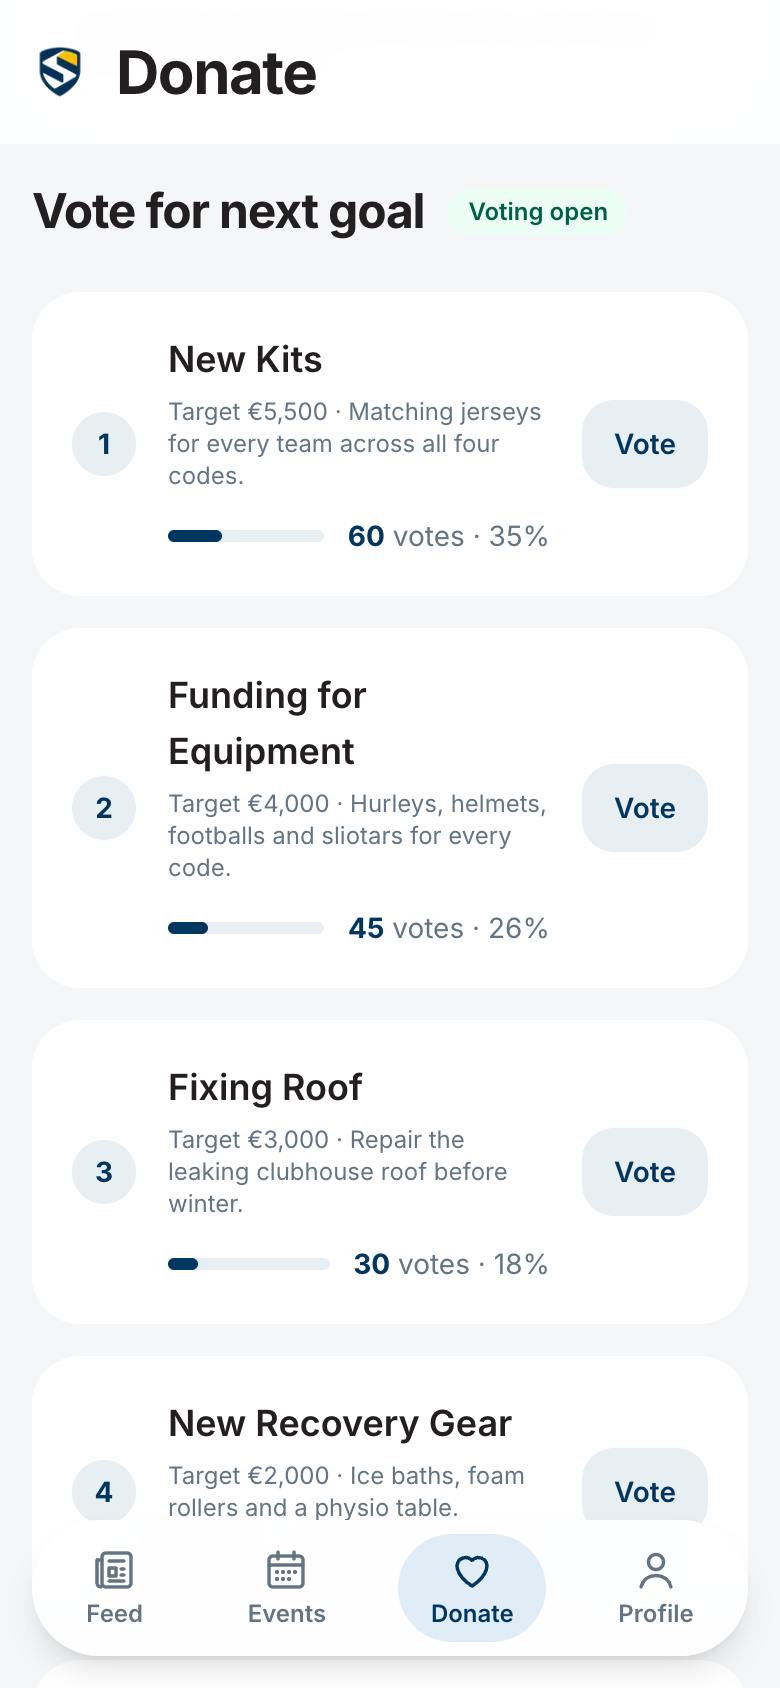 Donate
Vote for next goal
Voting open
New Kits
1
Target €5,500 · Matching jerseys
for every team across all four
codes.
Vote
60 votes · 35%
Funding for
Equipment
2
Target €4,000 · Hurleys, helmets,
footballs and sliotars for every
code.
Vote
45 votes · 26%
Fixing Roof
3
Target €3,000 · Repair the
leaking clubhouse roof before
winter.
Vote
30 votes · 18%
New Recovery Gear
4
Target €2,000 · Ice baths, foam
rollers and a physio table.
Vote
Feed
Events
Donate
Profile